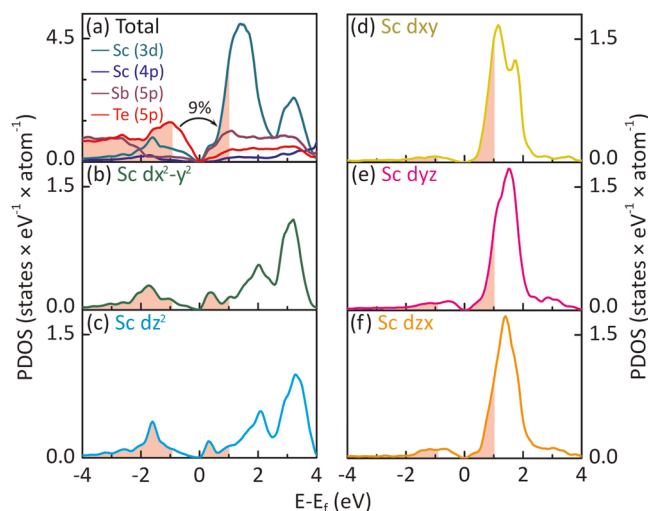 (a) Total
Sc (3d)
Sc (4p)
Sb (5p)
Te (5p)
9%
4.5
0.0
(b) Sc dx²-y²
1.5
0.0
(c) Sc dz²
1.5
0.0
-4 -2 0 2 4
PDOS (states × eV⁻¹ × atom⁻¹)
(d) Sc dxy
1.5
0.0
(e) Sc dyz
1.5
0.0
(f) Sc dzx
1.5
0.0
-4 -2 0 2 4
PDOS (states × eV⁻¹ × atom⁻¹)
E-Ef (eV)